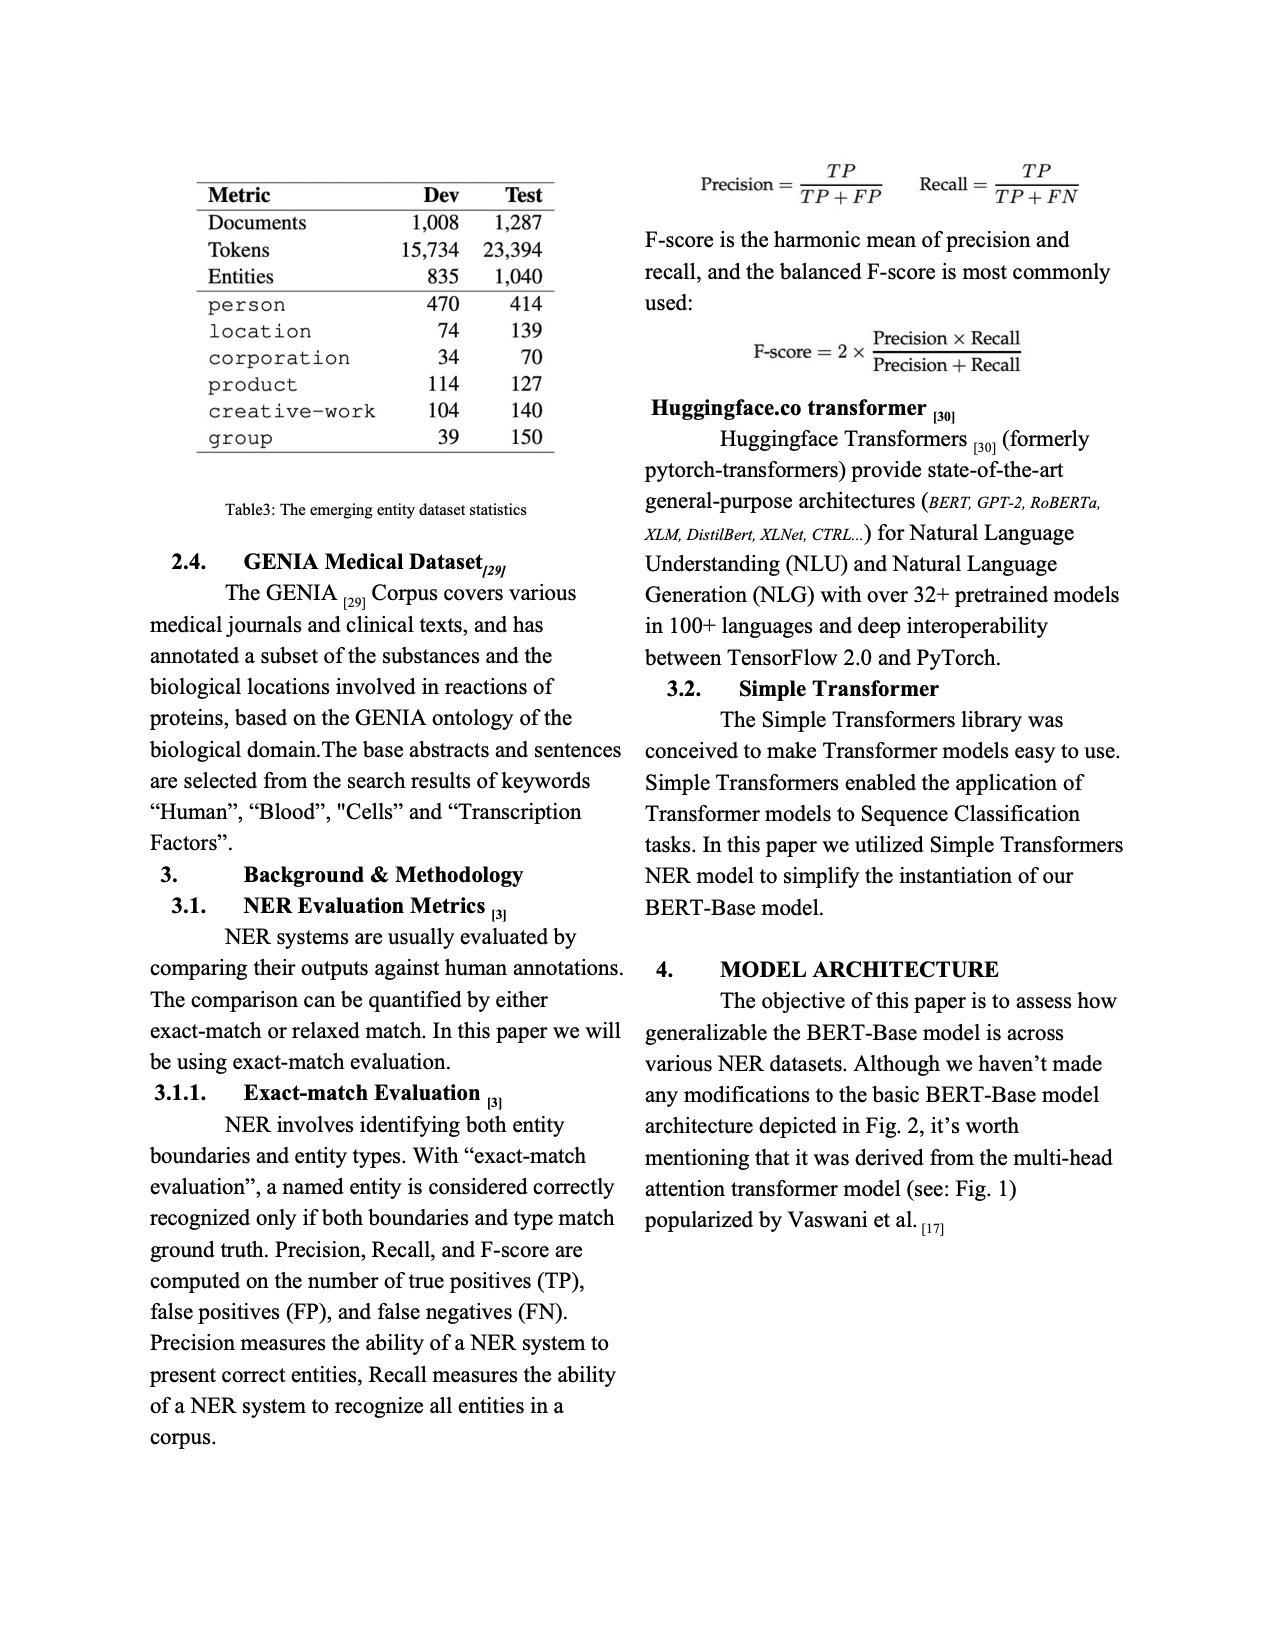 Metric Dev Test
Documents 1,008 1,287
Tokens 15,734 23,394
Entities 835 1,040
person 470 414
location 74 139
corporation 34 70
product 114 127
creative-work 104 140
group 39 150
Table3: The emerging entity dataset statistics
2.4. GENIA Medical Dataset[29]
The GENIA [29] Corpus covers various
medical journals and clinical texts, and has
annotated a subset of the substances and the
biological locations involved in reactions of
proteins, based on the GENIA ontology of the
biological domain.The base abstracts and sentences
are selected from the search results of keywords
“Human”, “Blood”, "Cells” and “Transcription
Factors”.
3. Background & Methodology
3.1. NER Evaluation Metrics [3]
NER systems are usually evaluated by
comparing their outputs against human annotations.
The comparison can be quantified by either
exact-match or relaxed match. In this paper we will
be using exact-match evaluation.
3.1.1. Exact-match Evaluation [3]
NER involves identifying both entity
boundaries and entity types. With “exact-match
evaluation”, a named entity is considered correctly
recognized only if both boundaries and type match
ground truth. Precision, Recall, and F-score are
computed on the number of true positives (TP),
false positives (FP), and false negatives (FN).
Precision measures the ability of a NER system to
present correct entities, Recall measures the ability
of a NER system to recognize all entities in a
corpus.
Precision = TP / TP + FP Recall = TP / TP + FN
F-score is the harmonic mean of precision and
recall, and the balanced F-score is most commonly
used:
F-score = 2 × Precision × Recall / Precision + Recall
Huggingface.co transformer [30]
Huggingface Transformers [30] (formerly
pytorch-transformers) provide state-of-the-art
general-purpose architectures (BERT, GPT-2, RoBERTa,
XLM, DistilBert, XLNet, CTRL...) for Natural Language
Understanding (NLU) and Natural Language
Generation (NLG) with over 32+ pretrained models
in 100+ languages and deep interoperability
between TensorFlow 2.0 and PyTorch.
3.2. Simple Transformer
The Simple Transformers library was
conceived to make Transformer models easy to use.
Simple Transformers enabled the application of
Transformer models to Sequence Classification
tasks. In this paper we utilized Simple Transformers
NER model to simplify the instantiation of our
BERT-Base model.
4. MODEL ARCHITECTURE
The objective of this paper is to assess how
generalizable the BERT-Base model is across
various NER datasets. Although we haven’t made
any modifications to the basic BERT-Base model
architecture depicted in Fig. 2, it’s worth
mentioning that it was derived from the multi-head
attention transformer model (see: Fig. 1)
popularized by Vaswani et al. [17]